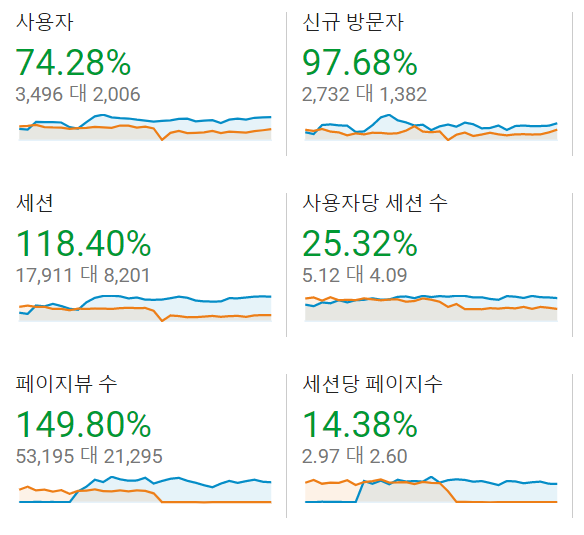 사용자
74.28%
3,496 대 2,006
신규 방문자
97.68%
2,732 대 1,382
세션
118.40%
17,911 대 8,201
사용자당 세션 수
25.32%
5.12 대 4.09
페이지뷰 수
149.80%
53,195 대 21,295
세션당 페이지수
14.38%
2.97 대 2.60